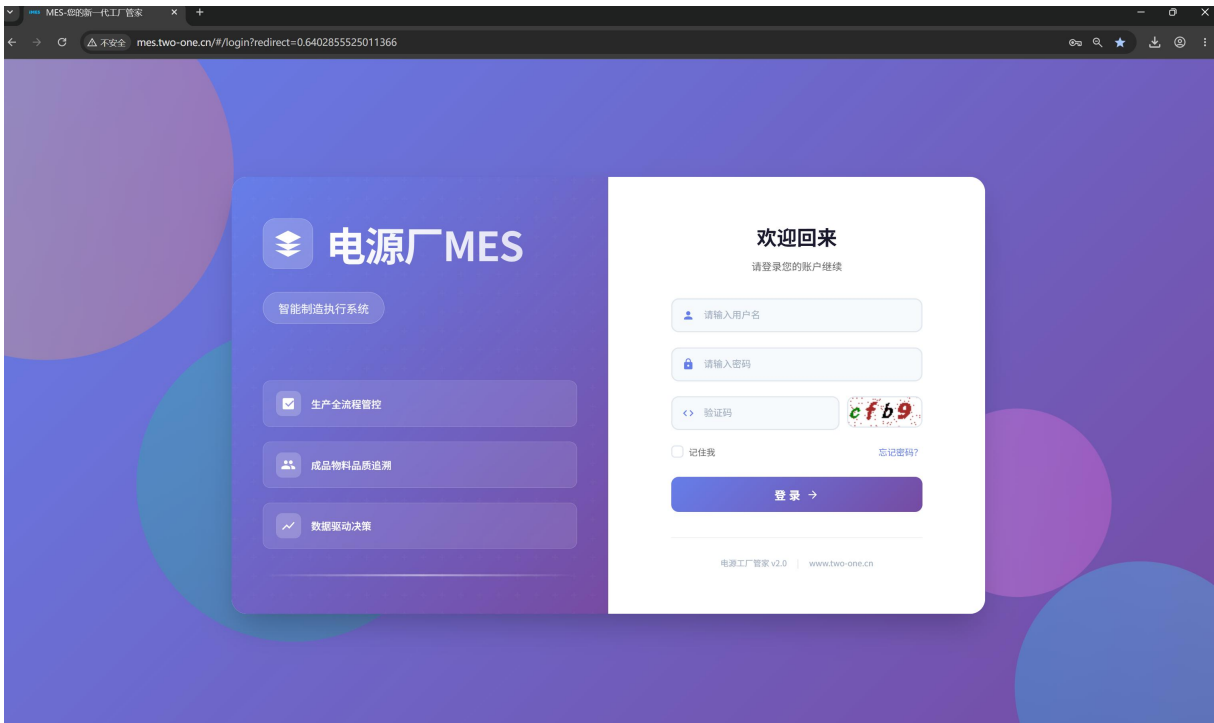 MES-您的新一代工厂管家
不安全 mes.two-one.cn/#/login?redirect=0.6402855525011366
电源厂MES
智能制造执行系统
生产全流程管控
成品物料品质追溯
数据驱动决策
欢迎回来
请登录您的账户继续
请输入用户名
请输入密码
验证码
cfb9
记住我
忘记密码?
登录 →
电源工厂管家 v2.0 | www.two-one.cn